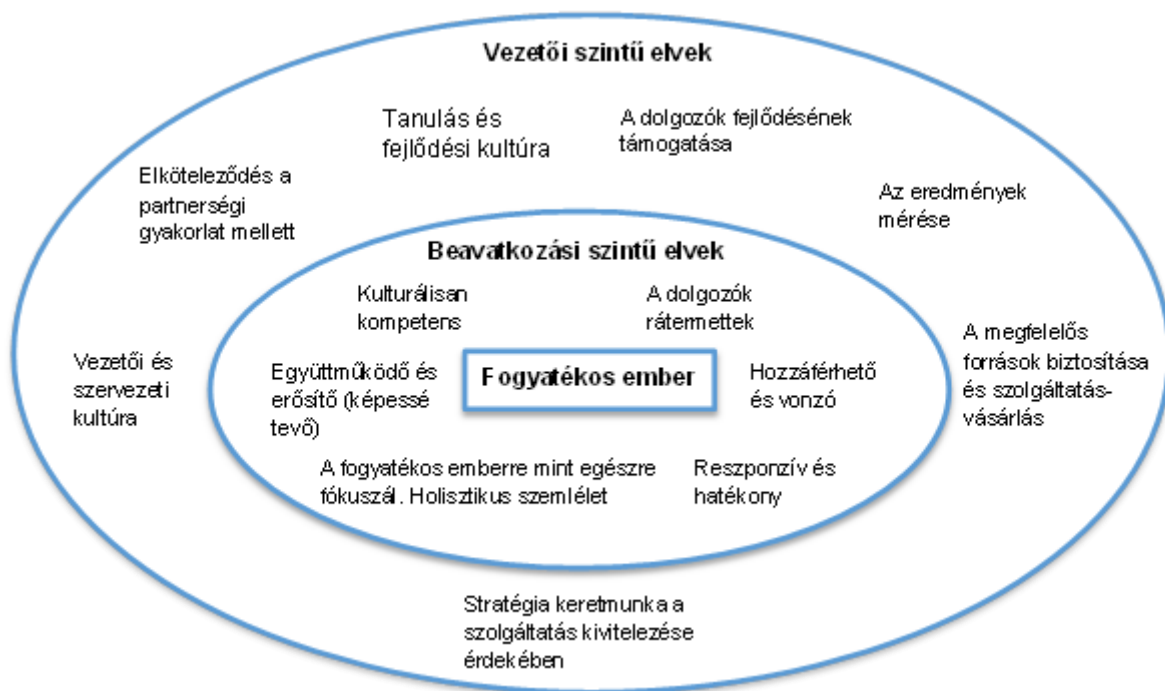 Vezetői szintű elvek
Tanulás és
fejlődési kultúra
A dolgozók fejlődésének
támogatása
Elköteleződés a
partnerségi
gyakorlat mellett
Az eredmények
mérése
Beavatkozási szintű elvek
Kulturálisan
kompetens
A dolgozók
rátermettek
Vezetői és
szervezeti
kultúra
Együttműködő és
erősítő (képessé
tevő)
Fogyatékos ember
Hozzáférhető
és vonzó
A megfelelős
források biztosítása
és szolgáltatás-
vásárlás
A fogyatékos emberre mint egészre
fókuszál. Holisztikus szemlélet
Reszponzív és
hatékony
Stratégia keretmunka a
szolgáltatás kivitelezése
érdekében